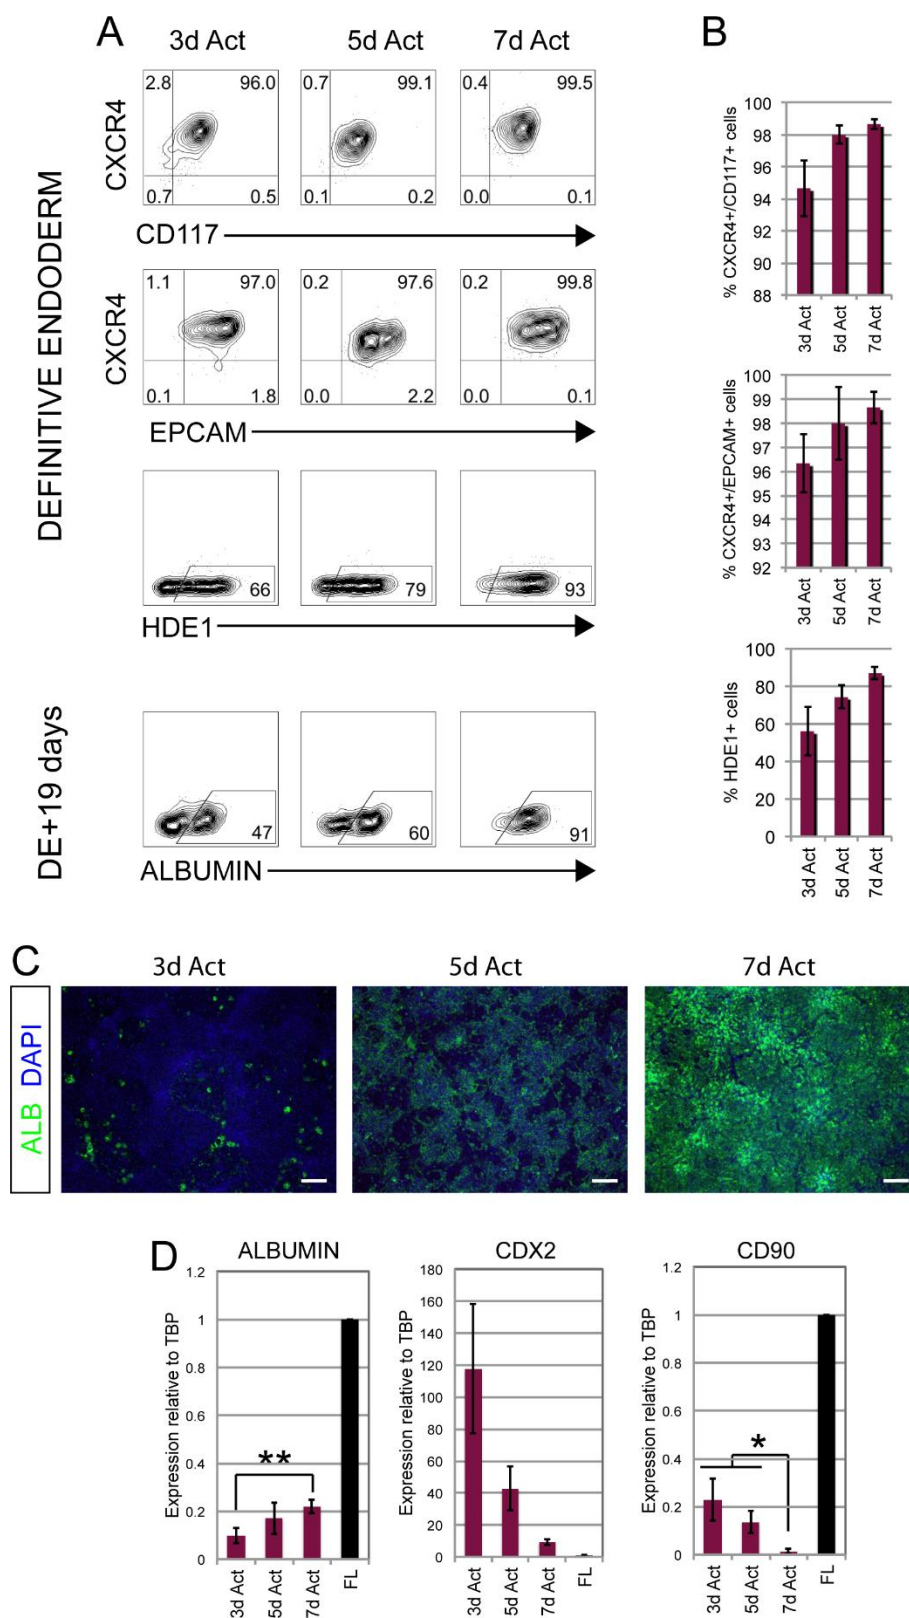 A
3d Act 5d Act 7d Act
DEFINITIVE ENDODERM
CXCR4
2.8 96.0
0.7 0.5
0.7 99.1
0.1 0.2
0.4 99.5
0.0 0.1
CD117
CXCR4
1.1 97.0
0.1 1.8
0.2 97.6
0.0 2.2
0.2 99.8
0.0 0.1
EPCAM
66
79
93
HDE1
DE+19 days
47
60
91
ALBUMIN
B
% CXCR4+/CD117+ cells
100
98
96
94
92
90
88
3d Act
5d Act
7d Act
% CXCR4+/EPCAM+ cells
100
99
98
97
96
95
94
93
92
3d Act
5d Act
7d Act
% HDE1+ cells
100
80
60
40
20
0
3d Act
5d Act
7d Act
C
3d Act 5d Act 7d Act
ALB DAPI
D
ALBUMIN
Expression relative to TBP
1.2
1
0.8
0.6
0.4
0.2
0
**
3d Act
5d Act
7d Act
FL
CDX2
Expression relative to TBP
180
160
140
120
100
80
60
40
20
0
3d Act
5d Act
7d Act
FL
CD90
Expression relative to TBP
1.2
1
0.8
0.6
0.4
0.2
0
*
3d Act
5d Act
7d Act
FL